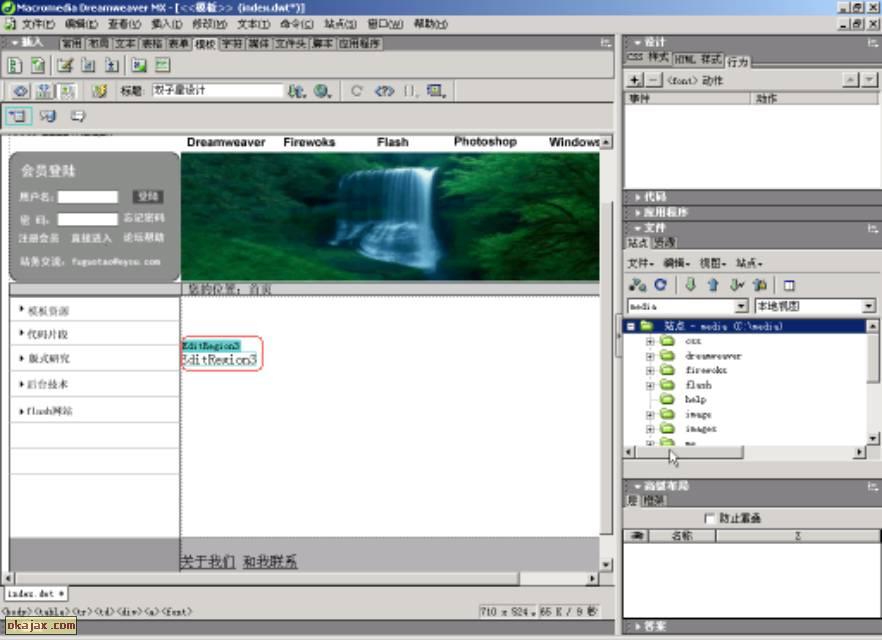 Macromedia Dreamweaver MX - [<<模板>> (index.dwt*)]
文件(F) 编辑(E) 查看(V) 插入(I) 修改(M) 文本(T) 命令(C) 站点(S) 窗口(W) 帮助(H)
插入 常用 布局 文本 表格 表单 模板 字符 媒体 文件头 脚本 应用程序
标题: 双子星设计
Dreamweaver Firewoks Flash Photoshop Windows
会员登陆
用户名: 登陆
密 码: 忘记密码
注册会员 直接进入 论坛帮助
站务交流: fuguotao@eyou.com
您的位置: 首页
模板资源
代码片段
版式研究
后台技术
flash网站
EditRegion3
EditRegion3
关于我们 和我联系
index.dwt *
<body> <table> <tr> <td> <div> <a> <font>
710 x 524 65 K / 9 秒
okajax.com
设计
CSS 样式 HTML 样式 行为
<font> 动作
事件 动作
代码
应用程序
文件
站点 资源
文件 编辑 视图 站点
media 本地视图
站点 - media (C:\media)
css
dreamweaver
firewoks
flash
help
image
images
高级布局
层 框架
防止重叠
名称 Z
答案